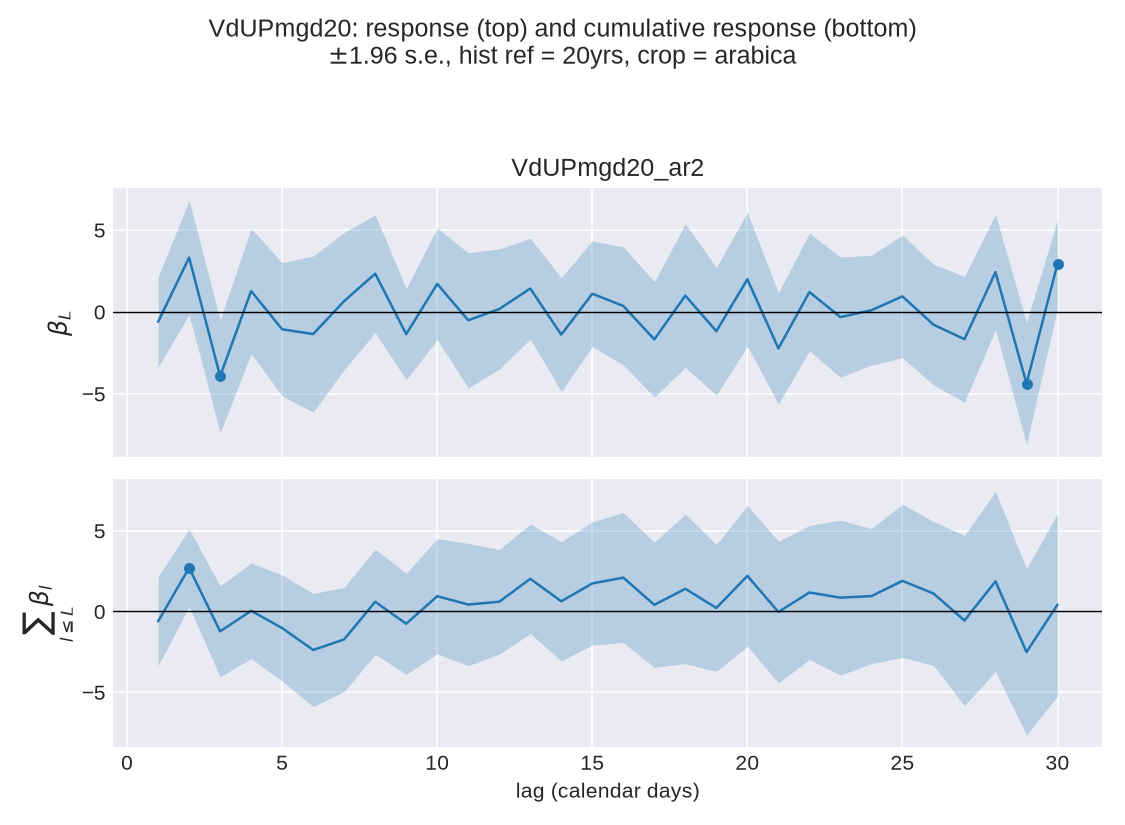 VdUPmgd20: response (top) and cumulative response (bottom)
±1.96 s.e., hist ref = 20yrs, crop = arabica
VdUPmgd20_ar2
5
0
−5
β_L
5
0
−5
∑_{l ≤ L} β_l
0 5 10 15 20 25 30
lag (calendar days)